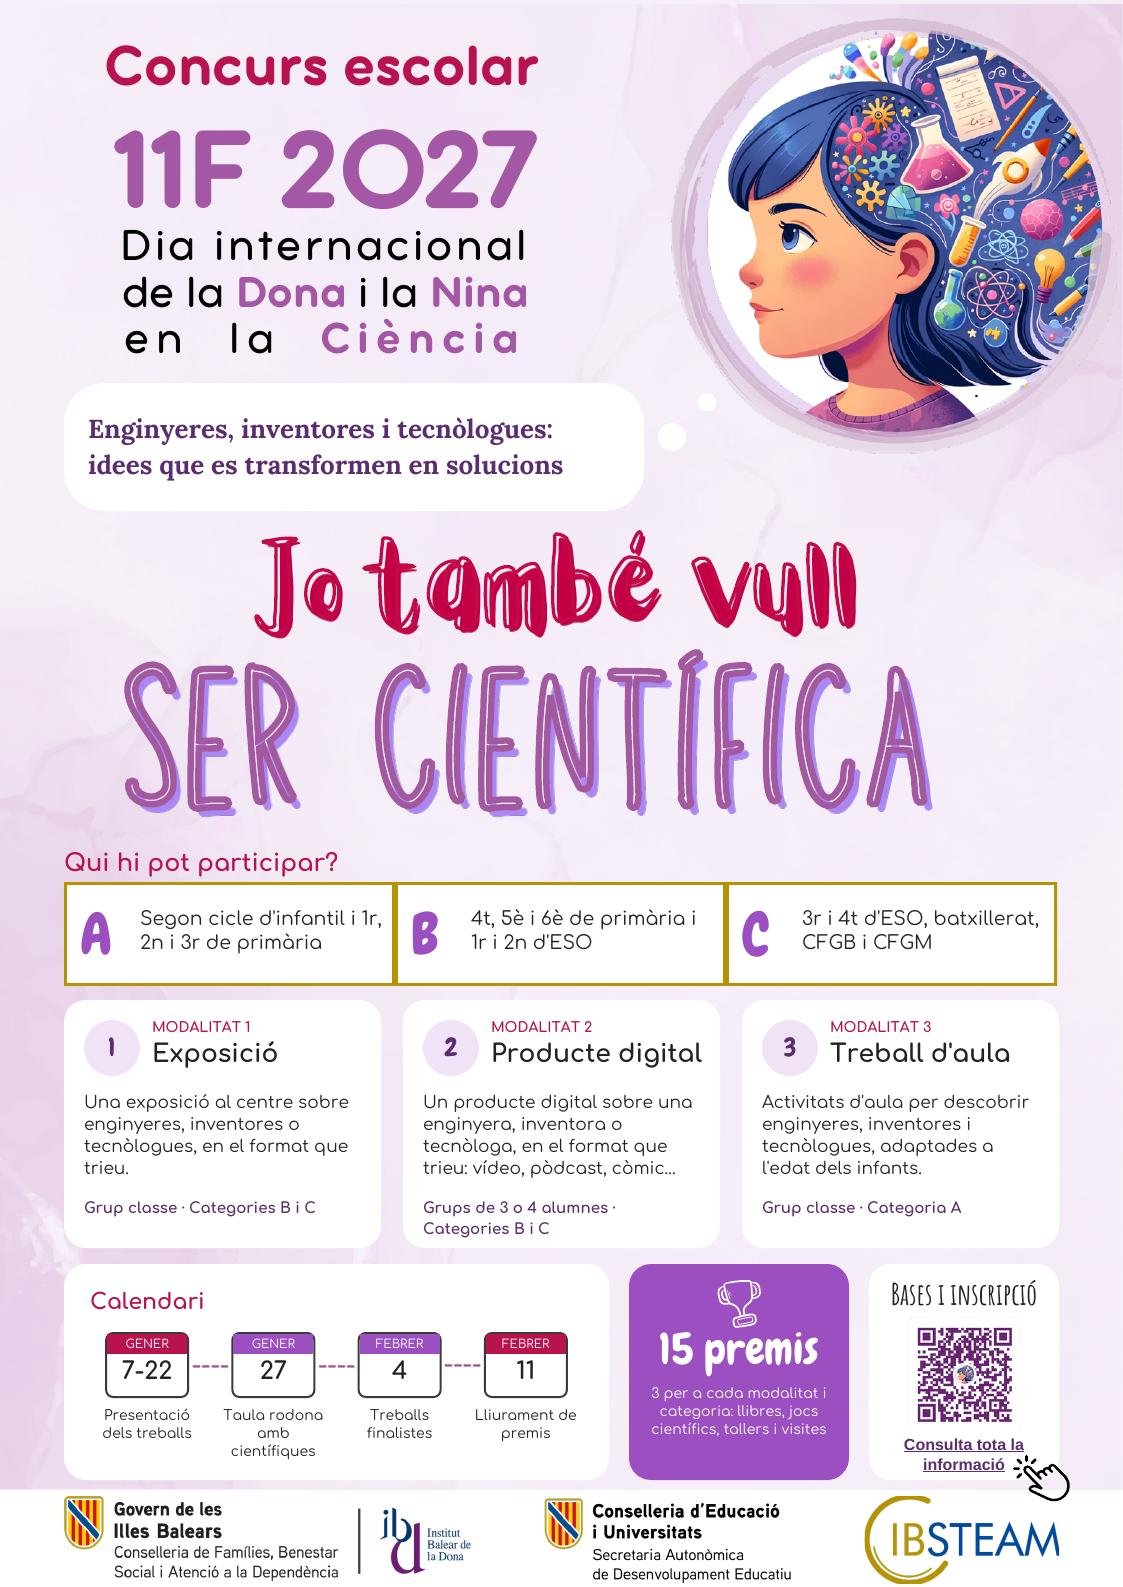 Concurs escolar
11F 2027
Dia internacional
de la Dona i la Nina
en la Ciència
Enginyeres, inventores i tecnòlogues:
idees que es transformen en solucions
Jo també vull
SER CIENTÍFICA
Qui hi pot participar?
A
Segon cicle d'infantil i 1r,
2n i 3r de primària
B
4t, 5è i 6è de primària i
1r i 2n d'ESO
C
3r i 4t d'ESO, batxillerat,
CFGB i CFGM
1
MODALITAT 1
Exposició
Una exposició al centre sobre
enginyeres, inventores o
tecnòlogues, en el format que
trieu.
Grup classe · Categories B i C
2
MODALITAT 2
Producte digital
Un producte digital sobre una
enginyera, inventora o
tecnòloga, en el format que
trieu: vídeo, pòdcast, còmic...
Grups de 3 o 4 alumnes ·
Categories B i C
3
MODALITAT 3
Treball d'aula
Activitats d'aula per descobrir
enginyeres, inventores i
tecnòlogues, adaptades a
l'edat dels infants.
Grup classe · Categoria A
Calendari
GENER
7-22
Presentació
dels treballs
GENER
27
Taula rodona
amb
científiques
FEBRER
4
Treballs
finalistes
FEBRER
11
Lliurament de
premis
15 premis
3 per a cada modalitat i
categoria: llibres, jocs
científics, tallers i visites
BASES I INSCRIPCIÓ
Consulta tota la
informació
Govern de les
Illes Balears
Conselleria de Famílies, Benestar
Social i Atenció a la Dependència
ibd
Institut
Balear de
la Dona
Conselleria d'Educació
i Universitats
Secretaria Autonòmica
de Desenvolupament Educatiu
IBSTEAM